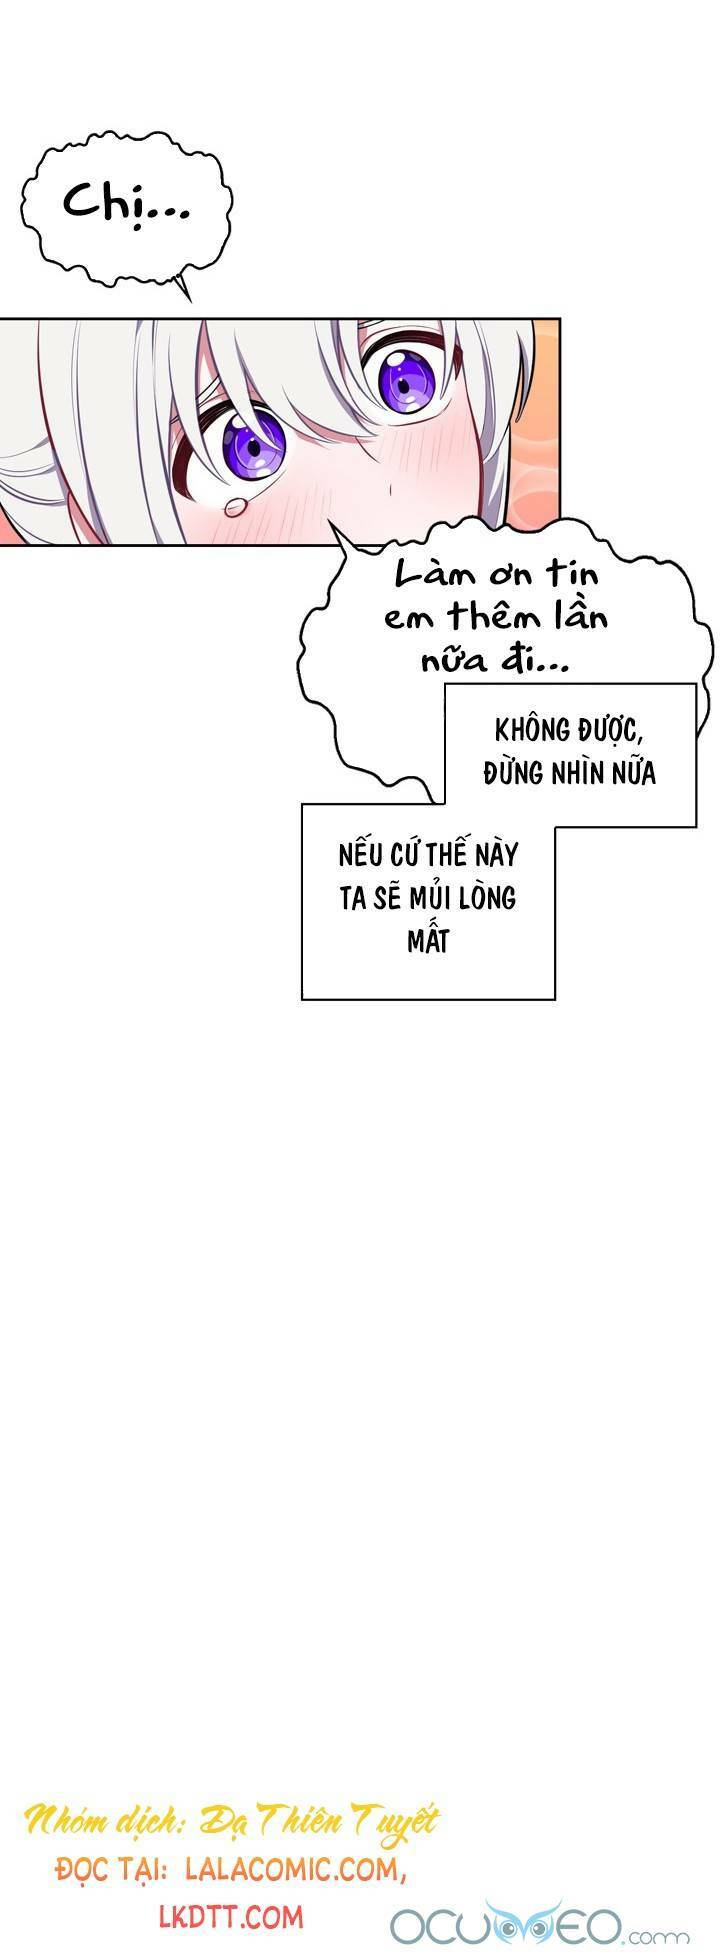 Chị...
Làm ơn tin
em thêm lần
nữa đi...
KHÔNG ĐƯỢC,
ĐỪNG NHÌN NỮA
NẾU CỨ THẾ NÀY
TA SẼ MỦI LÒNG
MẤT
Nhóm dịch: Dạ Thiên Tuyết
ĐỌC TẠI: LALACOMIC.COM,
LKDTT.COM
OCUMEO.comm